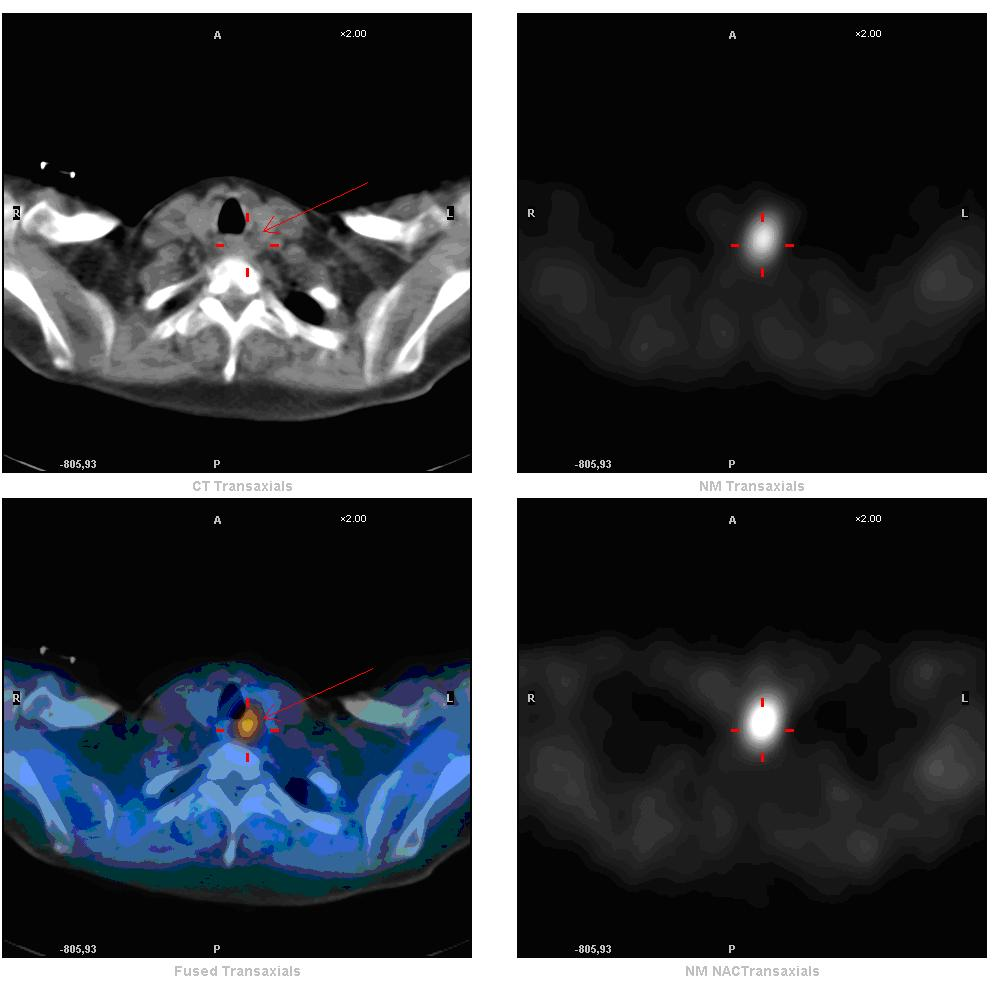 A ×2.00
A ×2.00
R L
R L
-805,93 P
-805,93 P
CT Transaxials
NM Transaxials
A ×2.00
A ×2.00
R L
R L
-805,93 P
-805,93 P
Fused Transaxials
NM NACTransaxials